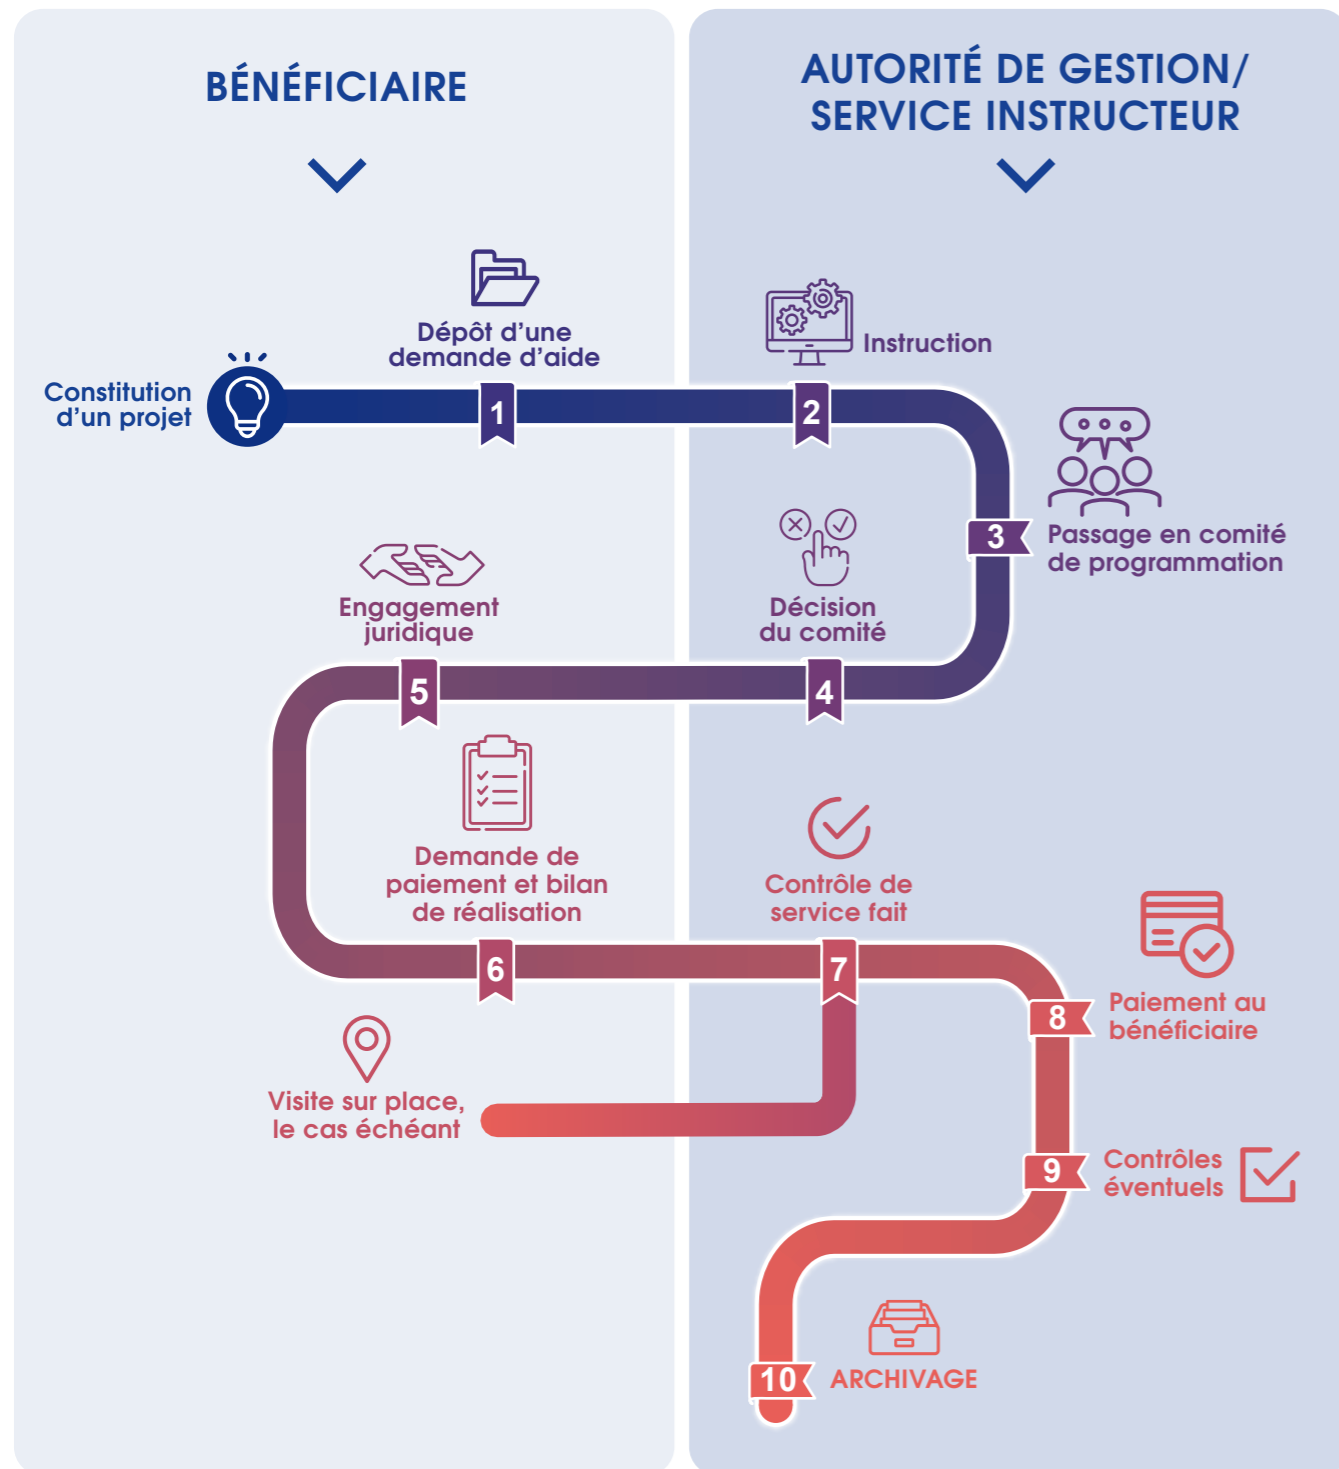 BÉNÉFICIAIRE
AUTORITÉ DE GESTION/
SERVICE INSTRUCTEUR
Constitution
d’un projet
Dépôt d’une
demande d’aide
1
Instruction
2
3
Passage en comité
de programmation
Décision
du comité
4
Engagement
juridique
5
Demande de
paiement et bilan
de réalisation
6
Contrôle de
service fait
7
Visite sur place,
le cas échéant
8
Paiement au
bénéficiaire
9
Contrôles
éventuels
10
ARCHIVAGE